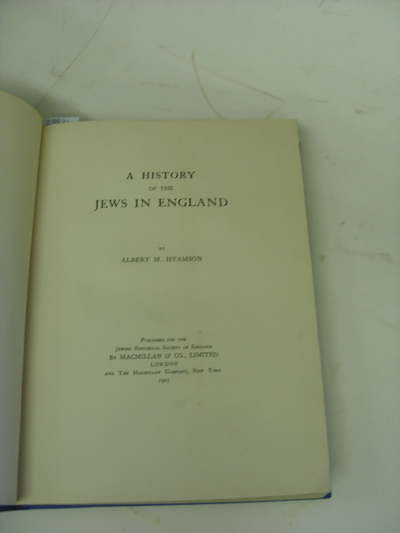 A HISTORY
OF THE
JEWS IN ENGLAND
BY
ALBERT M. HYAMSON
PUBLISHED FOR THE
JEWISH HISTORICAL SOCIETY OF ENGLAND
BY MACMILLAN & CO., LIMITED
LONDON
AND THE MACMILLAN COMPANY, NEW YORK
1907